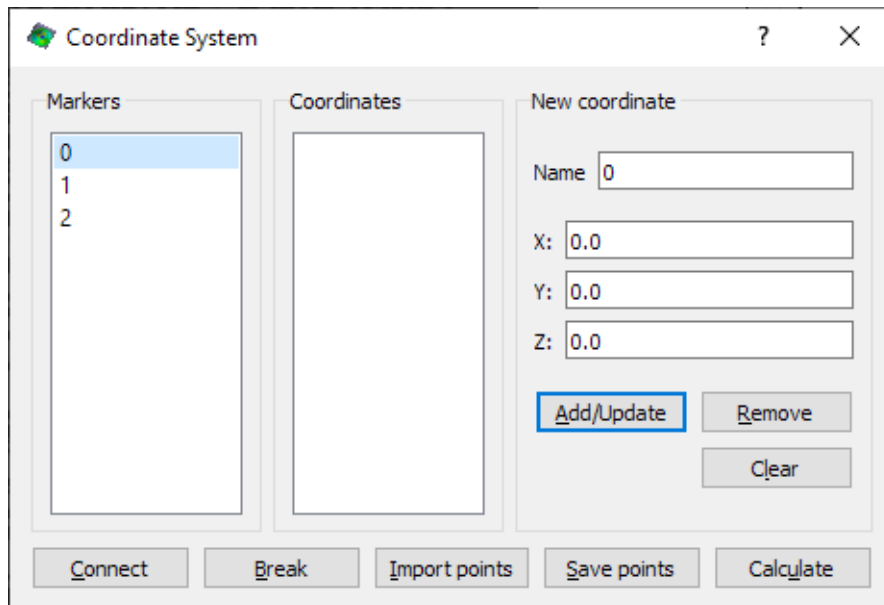 Coordinate System
?
Markers
0
1
2
Coordinates
New coordinate
Name 0
X: 0.0
Y: 0.0
Z: 0.0
Add/Update
Remove
Clear
Connect
Break
Import points
Save points
Calculate